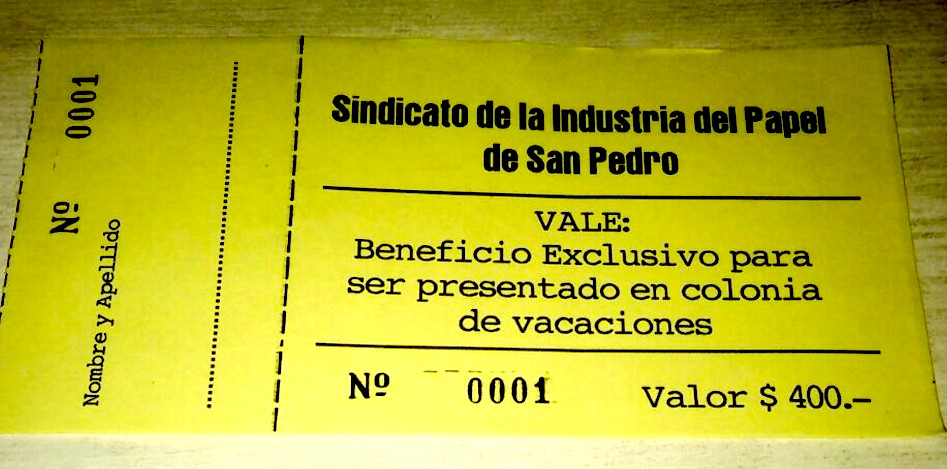 Nº 0001
Nombre y Apellido
Sindicato de la Industria del Papel
de San Pedro
VALE:
Beneficio Exclusivo para
ser presentado en colonia
de vacaciones
Nº 0001 Valor $ 400.-